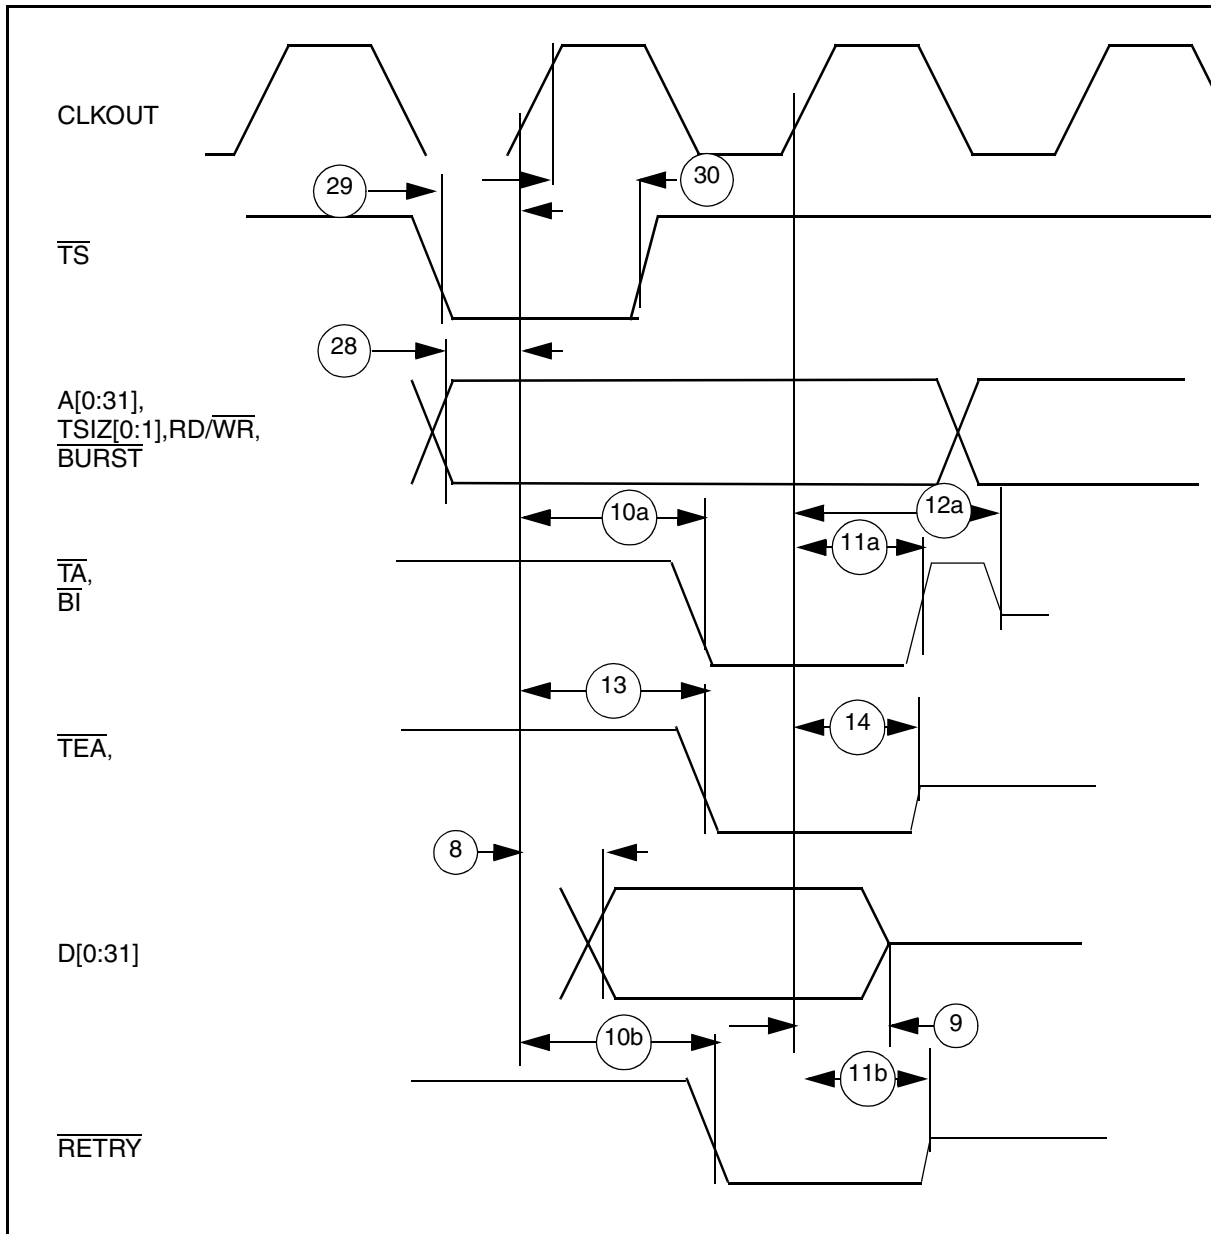 CLKOUT
29
30
TS
28
A[0:31],
TSIZ[0:1],RD/WR,
BURST
10a
12a
11a
TA,
BI
13
14
TEA,
8
D[0:31]
9
10b
11b
RETRY